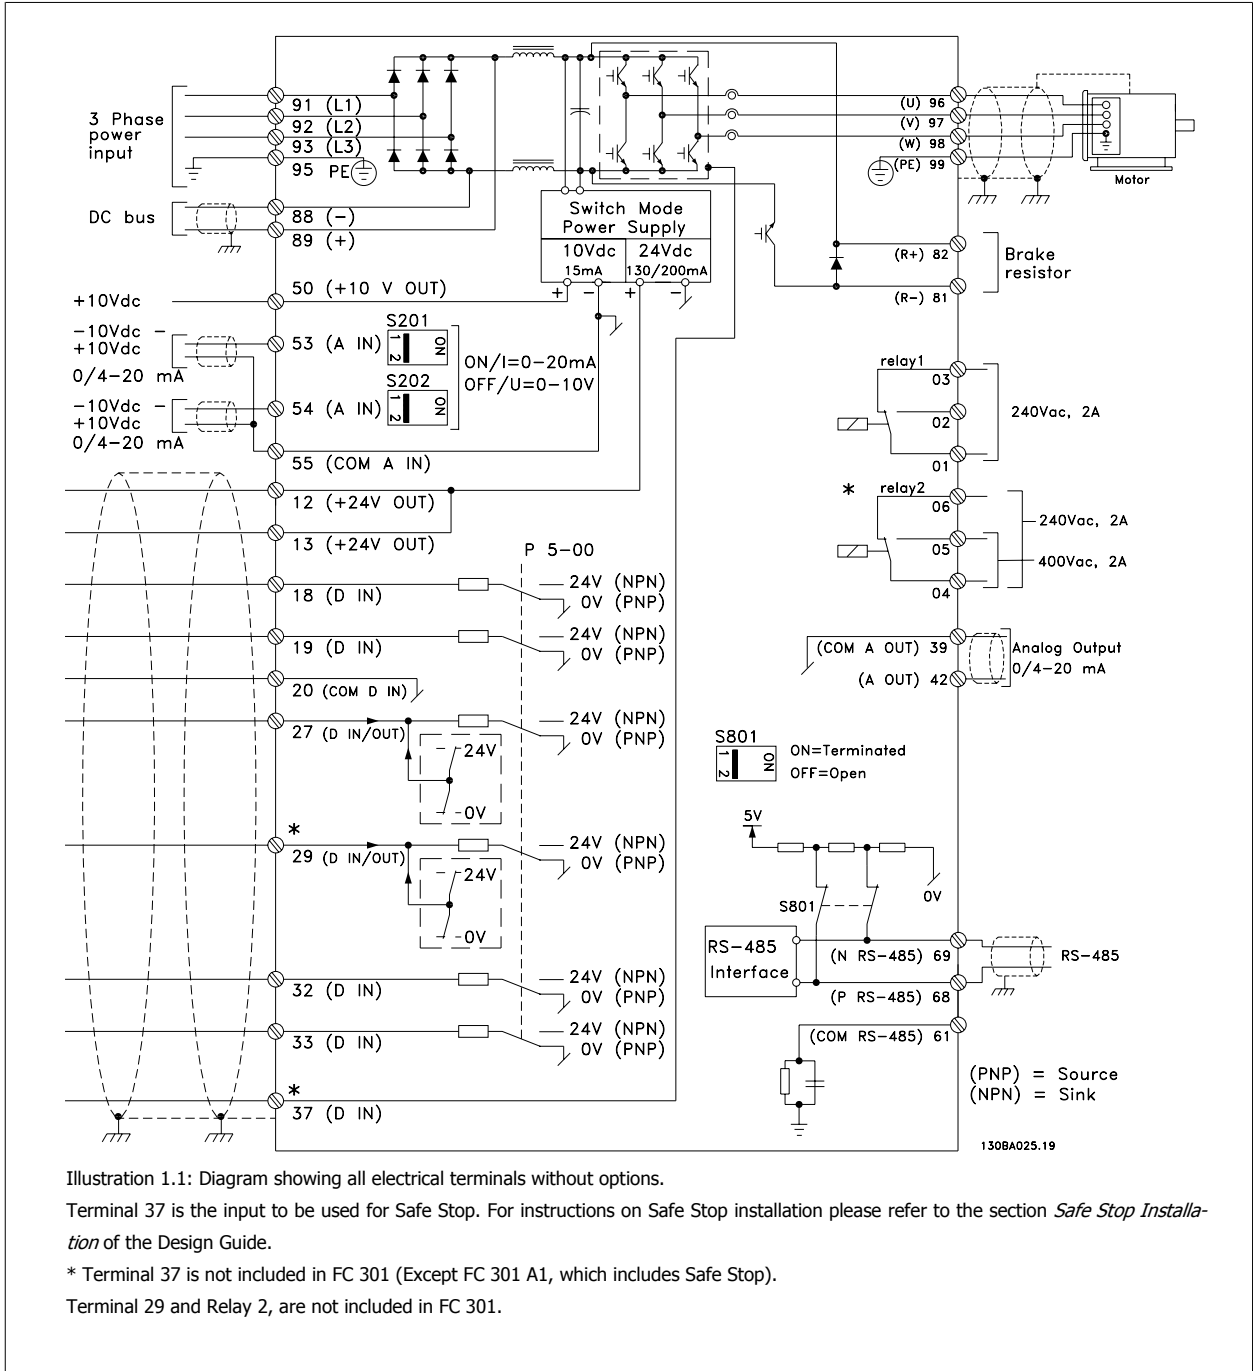 3 Phase
power
input
91 (L1)
92 (L2)
93 (L3)
95 PE
DC bus
88 (-)
89 (+)
Switch Mode
Power Supply
10Vdc
15mA
24Vdc
130/200mA
+ - + -
(U) 96
(V) 97
(W) 98
(PE) 99
Motor
(R+) 82
(R-) 81
Brake
resistor
+10Vdc
50 (+10 V OUT)
-10Vdc -
+10Vdc
0/4-20 mA
53 (A IN)
S201
1 2 ON
ON/I=0-20mA
OFF/U=0-10V
-10Vdc -
+10Vdc
0/4-20 mA
54 (A IN)
S202
1 2 ON
55 (COM A IN)
12 (+24V OUT)
13 (+24V OUT)
P 5-00
18 (D IN)
24V (NPN)
0V (PNP)
19 (D IN)
24V (NPN)
0V (PNP)
20 (COM D IN)
27 (D IN/OUT)
24V (NPN)
0V (PNP)
24V
0V
*
29 (D IN/OUT)
24V (NPN)
0V (PNP)
24V
0V
32 (D IN)
24V (NPN)
0V (PNP)
33 (D IN)
24V (NPN)
0V (PNP)
*
37 (D IN)
relay1
03
02
01
240Vac, 2A
* relay2
06
05
04
240Vac, 2A
400Vac, 2A
(COM A OUT) 39
(A OUT) 42
Analog Output
0/4-20 mA
S801
1 2 ON
ON=Terminated
OFF=Open
5V
0V
S801
RS-485
Interface
(N RS-485) 69
(P RS-485) 68
(COM RS-485) 61
RS-485
(PNP) = Source
(NPN) = Sink
130BA025.19
Illustration 1.1: Diagram showing all electrical terminals without options.
Terminal 37 is the input to be used for Safe Stop. For instructions on Safe Stop installation please refer to the section Safe Stop Installa-
tion of the Design Guide.
* Terminal 37 is not included in FC 301 (Except FC 301 A1, which includes Safe Stop).
Terminal 29 and Relay 2, are not included in FC 301.